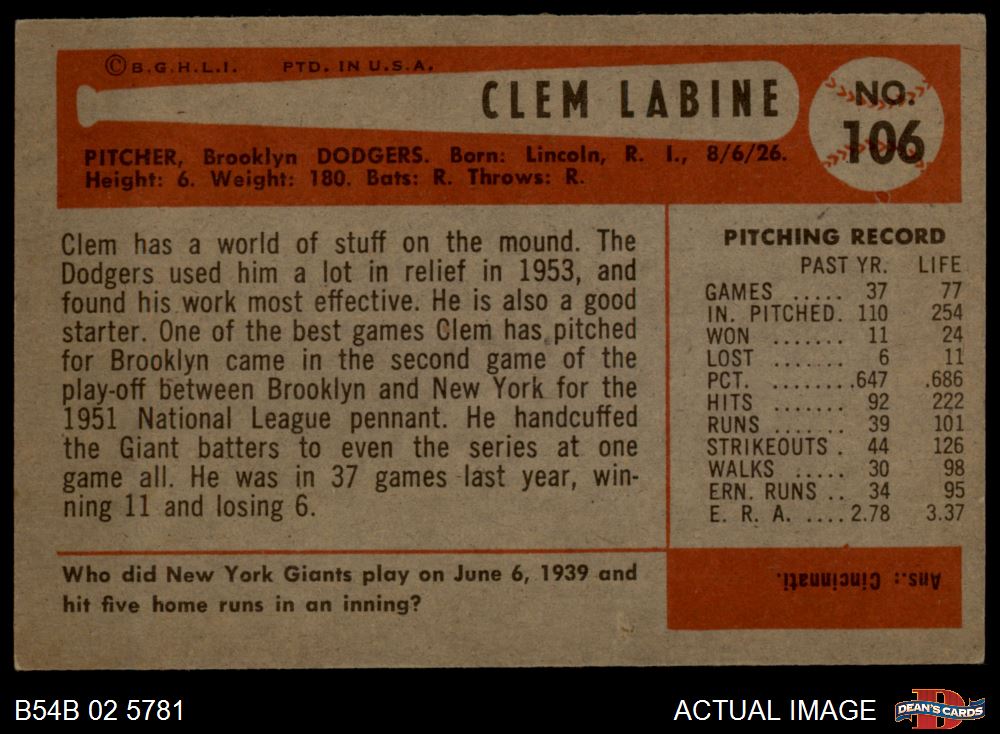 ©B.G.H.L.I. PTD. IN U.S.A.
CLEM LABINE
NO.
106
PITCHER, Brooklyn DODGERS. Born: Lincoln, R. I., 8/6/26.
Height: 6. Weight: 180. Bats: R. Throws: R.
Clem has a world of stuff on the mound. The
Dodgers used him a lot in relief in 1953, and
found his work most effective. He is also a good
starter. One of the best games Clem has pitched
for Brooklyn came in the second game of the
play-off between Brooklyn and New York for the
1951 National League pennant. He handcuffed
the Giant batters to even the series at one
game all. He was in 37 games last year, win-
ning 11 and losing 6.
PITCHING RECORD
PAST YR. LIFE
GAMES ..... 37 77
IN. PITCHED. 110 254
WON ....... 11 24
LOST ....... 6 11
PCT. ........ .647 .686
HITS ....... 92 222
RUNS ....... 39 101
STRIKEOUTS . 44 126
WALKS ..... 30 98
ERN. RUNS .. 34 95
E. R. A. .... 2.78 3.37
Who did New York Giants play on June 6, 1939 and
hit five home runs in an inning?
Ans.: Cincinnati.
B54B 02 5781
ACTUAL IMAGE
DEAN'S CARDS